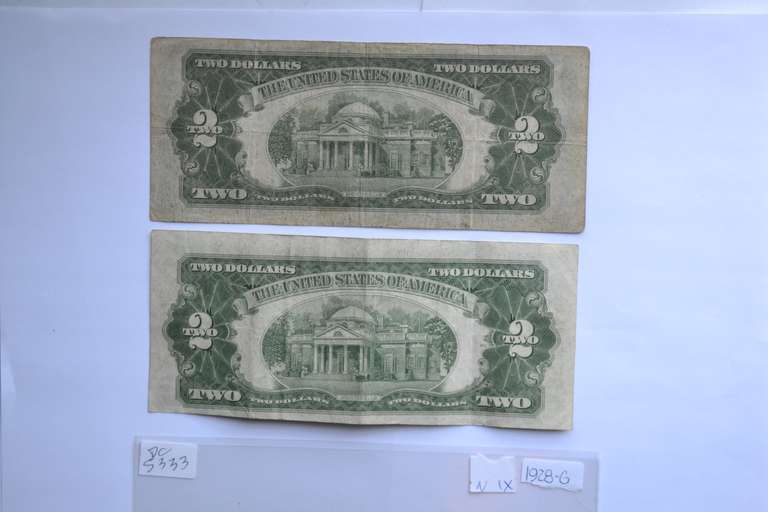 TWO DOLLARS TWO DOLLARS
THE UNITED STATES OF AMERICA
2 2
TWO TWO
TWO TWO DOLLARS TWO DOLLARS TWO
TWO DOLLARS TWO DOLLARS
THE UNITED STATES OF AMERICA
2 2
TWO TWO
TWO TWO DOLLARS TWO DOLLARS TWO
5333
N IX
1928-G